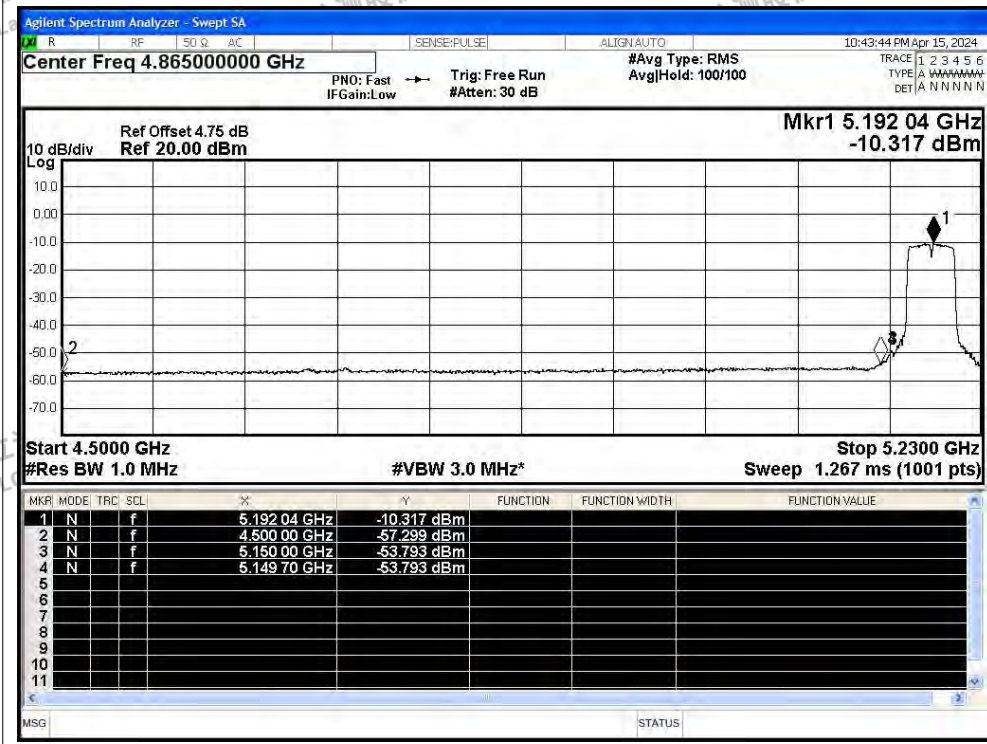 Agilent Spectrum Analyzer - Swept SA
R RF 50 Ω AC SENSE:PULSE ALIGN AUTO 10:43:44 PM Apr 15, 2024
Center Freq 4.865000000 GHz
PNO: Fast
IFGain:Low
Trig: Free Run
#Atten: 30 dB
#Avg Type: RMS
Avg|Hold: 100/100
TRACE 1 2 3 4 5 6
TYPE A WWWWW
DET A N N N N N
Mkr1 5.192 04 GHz
-10.317 dBm
Ref Offset 4.75 dB
10 dB/div Ref 20.00 dBm
Log
10.0
0.00
-10.0
-20.0
-30.0
-40.0
-50.0
-60.0
-70.0
1
2
Start 4.5000 GHz
Stop 5.2300 GHz
#Res BW 1.0 MHz
#VBW 3.0 MHz*
Sweep 1.267 ms (1001 pts)
MKR MODE TRC SCL X Y FUNCTION FUNCTION WIDTH FUNCTION VALUE
1 N f 5.192 04 GHz -10.317 dBm
2 N f 4.500 00 GHz -57.299 dBm
3 N f 5.150 00 GHz -53.793 dBm
4 N f 5.149 70 GHz -53.793 dBm
5
6
7
8
9
10
11
MSG STATUS